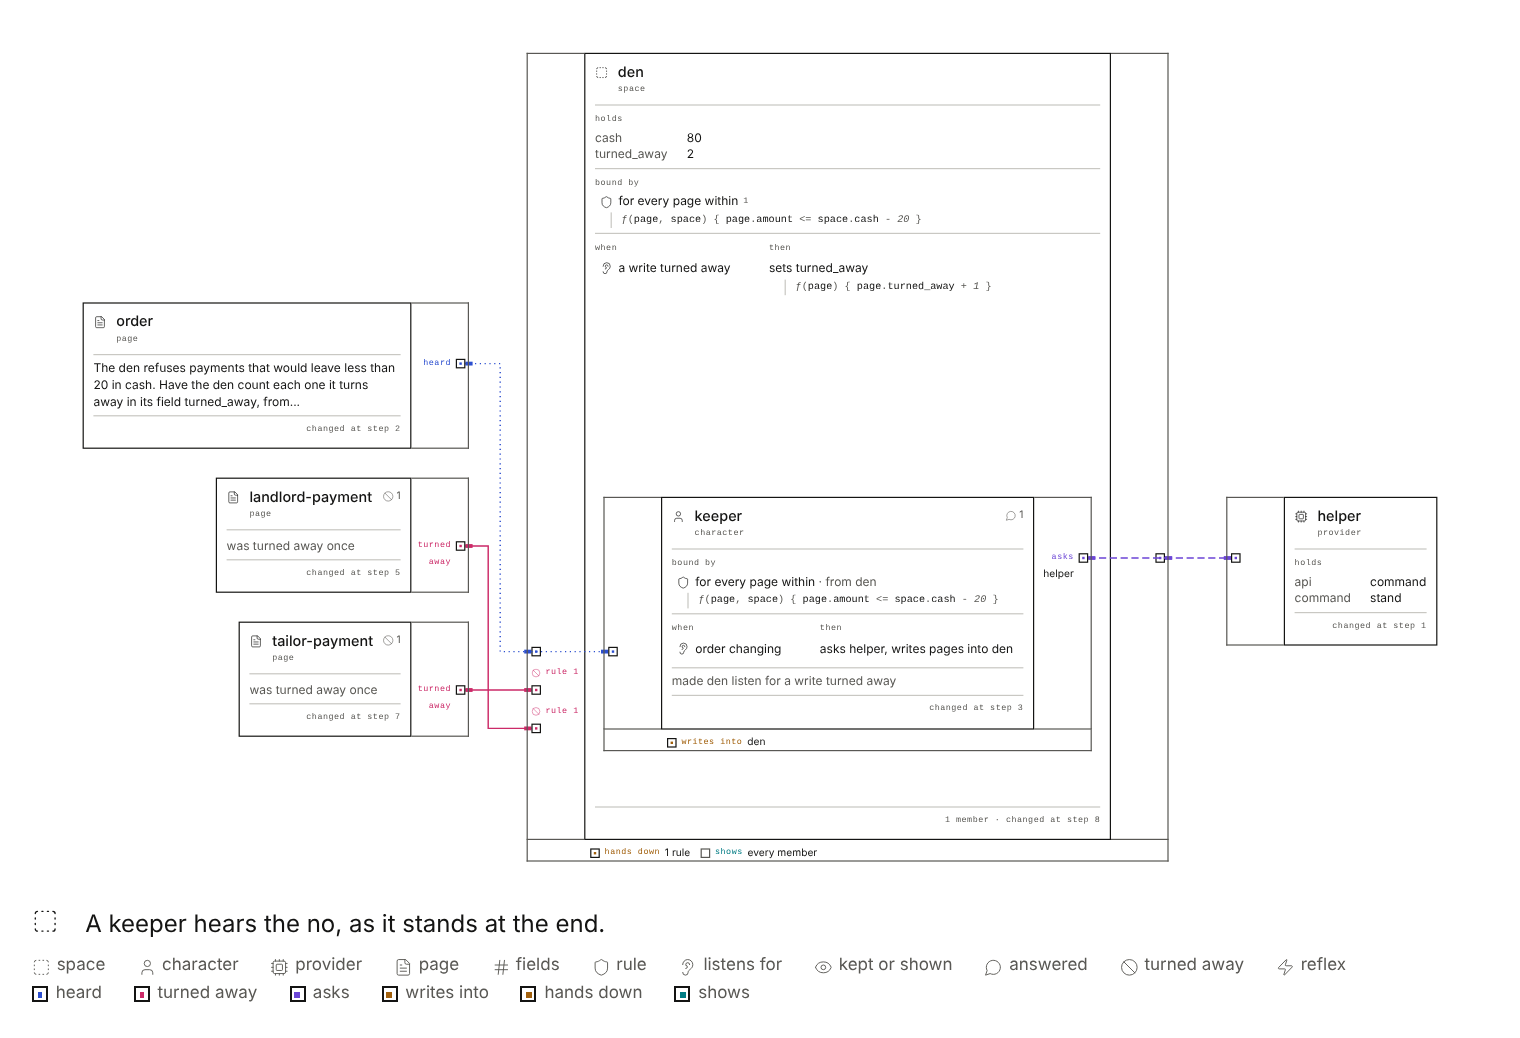 den
space
holds
cash 80
turned_away 2
bound by
for every page within 1
ƒ(page, space) { page.amount <= space.cash - 20 }
when then
a write turned away sets turned_away
ƒ(page) { page.turned_away + 1 }
order
page
The den refuses payments that would leave less than
20 in cash. Have the den count each one it turns
away in its field turned_away, from...
changed at step 2
heard
landlord-payment 1
page
was turned away once
changed at step 5
turned
away
tailor-payment 1
page
was turned away once
changed at step 7
turned
away
rule 1
rule 1
keeper 1
character
bound by
for every page within · from den
ƒ(page, space) { page.amount <= space.cash - 20 }
when then
order changing asks helper, writes pages into den
made den listen for a write turned away
changed at step 3
writes into den
asks
helper
helper
provider
holds
api command
command stand
changed at step 1
1 member · changed at step 8
hands down 1 rule shows every member
A keeper hears the no, as it stands at the end.
space character provider page fields rule listens for kept or shown answered turned away reflex
heard turned away asks writes into hands down shows